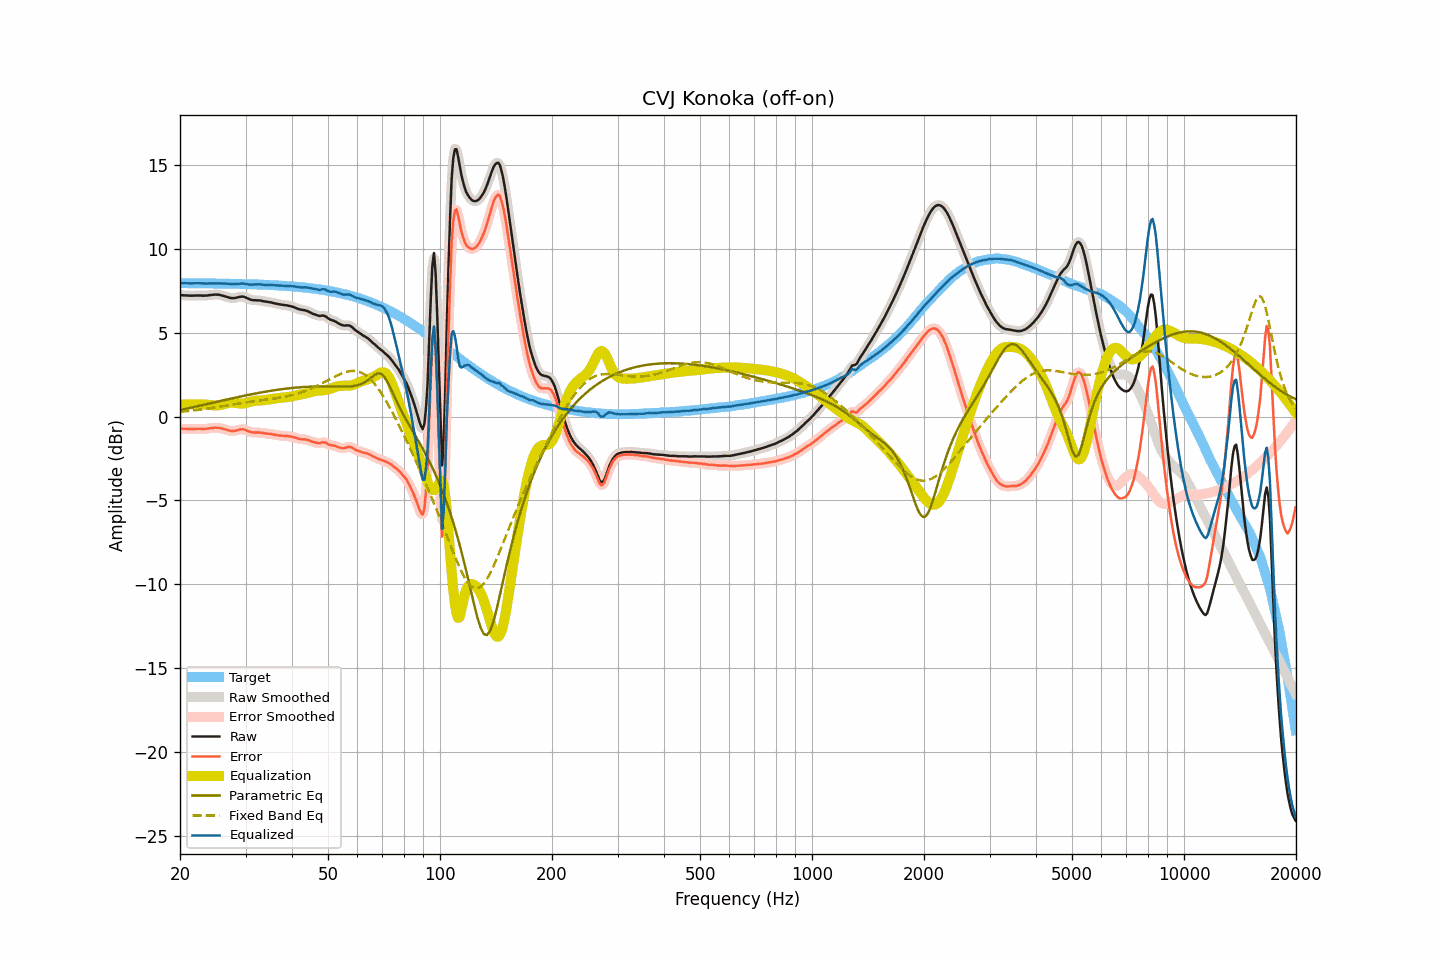 CVJ Konoka (off-on)
15
10
5
0
−5
−10
−15
−20
−25
Amplitude (dBr)
Target
Raw Smoothed
Error Smoothed
Raw
Error
Equalization
Parametric Eq
Fixed Band Eq
Equalized
20 50 100 200 500 1000 2000 5000 10000 20000
Frequency (Hz)